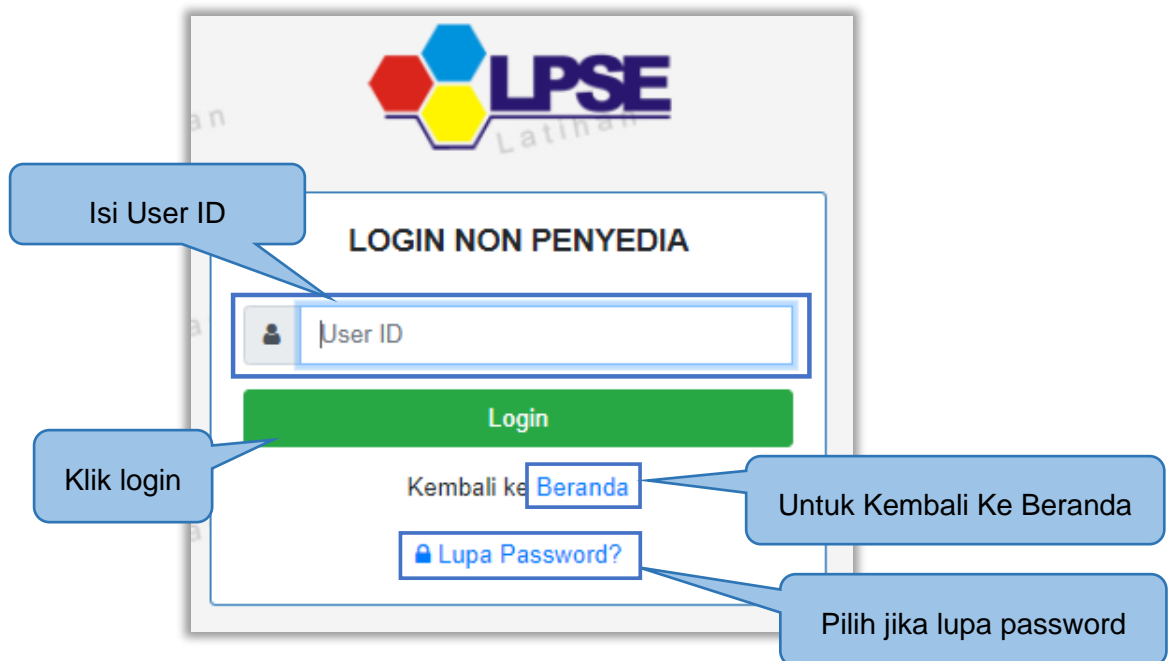 LPSE
an
Latihan
Isi User ID
LOGIN NON PENYEDIA
a
User ID
Login
Klik login
Kembali ke Beranda
Untuk Kembali Ke Beranda
a
Lupa Password?
Pilih jika lupa password